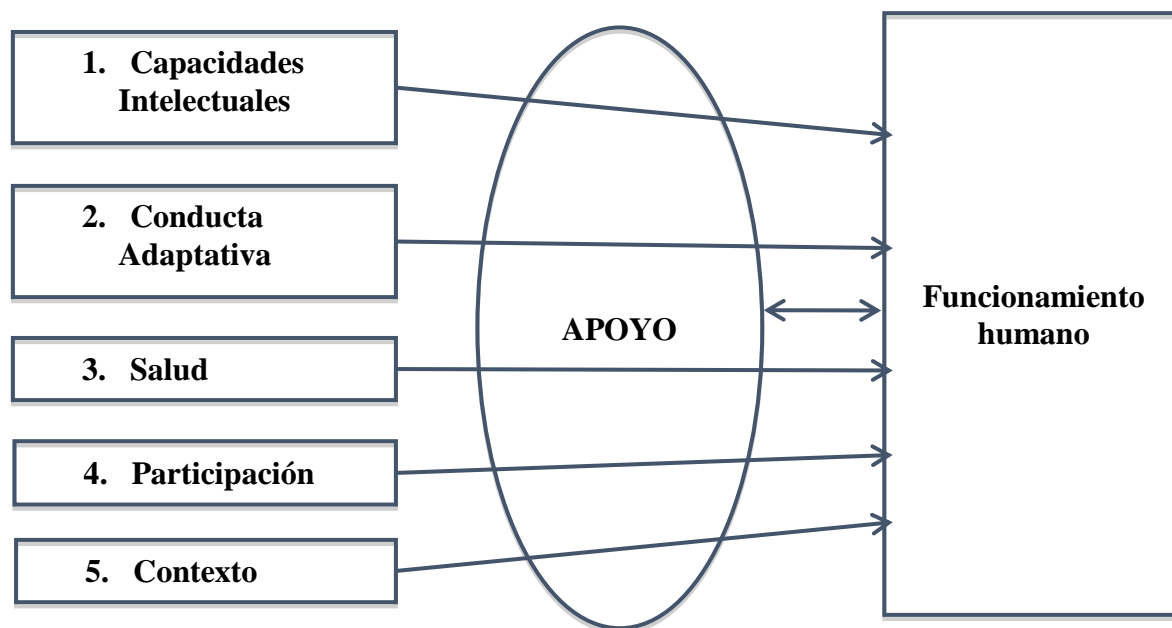 1. Capacidades
Intelectuales
2. Conducta
Adaptativa
3. Salud
4. Participación
5. Contexto
APOYO
Funcionamiento
humano